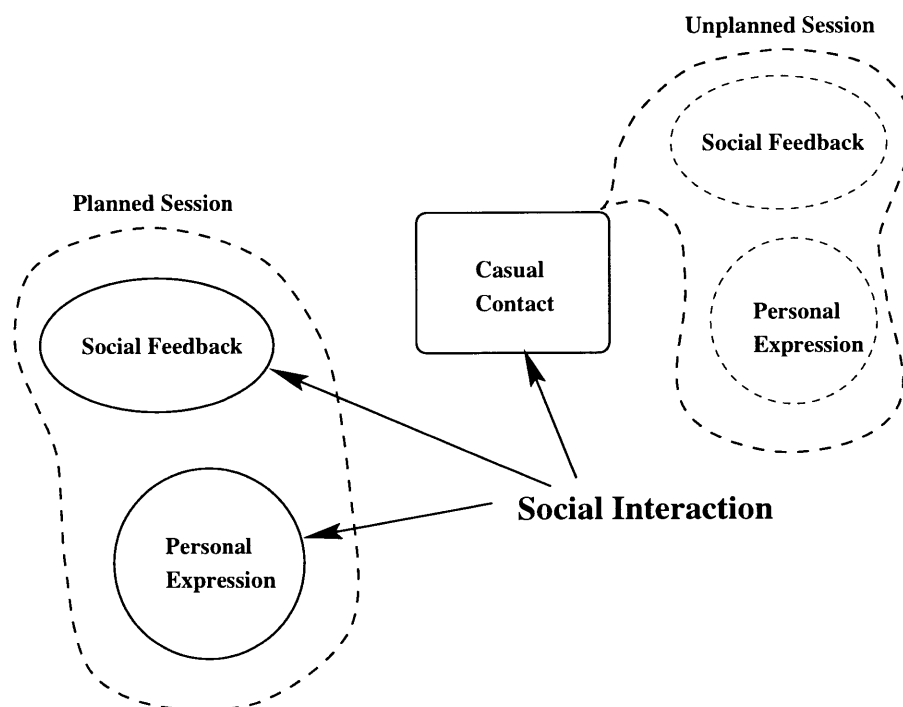 Unplanned Session
Social Feedback
Planned Session
Casual
Contact
Personal
Expression
Social Feedback
Social Interaction
Personal
Expression